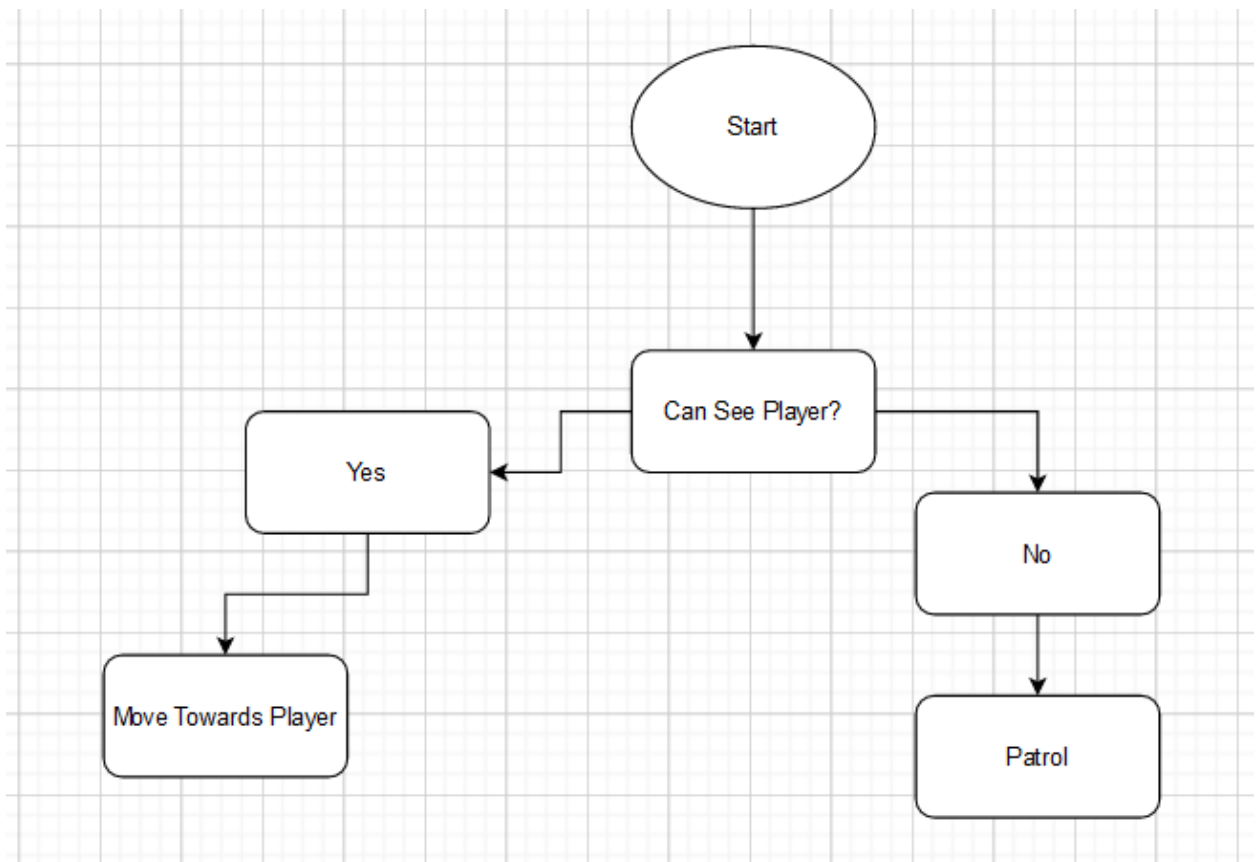 Start
Can See Player?
Yes
No
Move Towards Player
Patrol